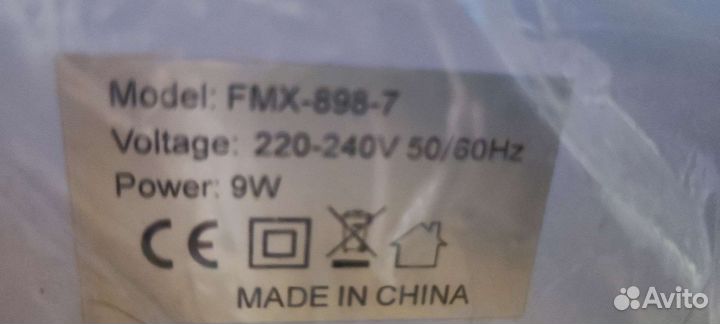 Model: FMX-898-7
Voltage: 220-240V 50/60Hz
Power: 9W
CE
MADE IN CHINA
Avito